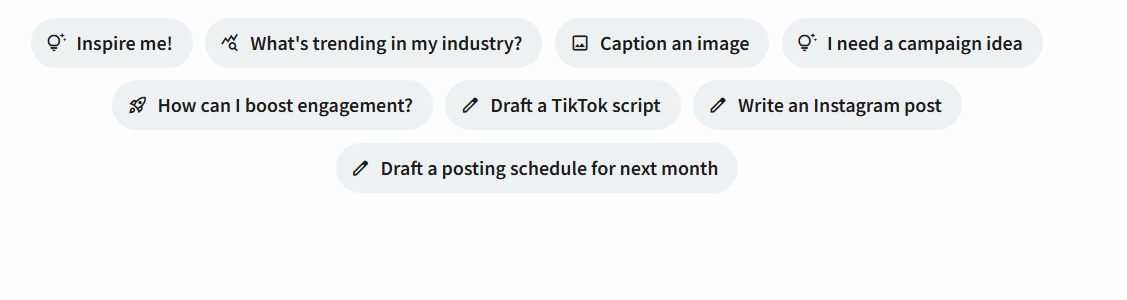 Inspire me! What's trending in my industry? Caption an image I need a campaign idea
How can I boost engagement? Draft a TikTok script Write an Instagram post
Draft a posting schedule for next month